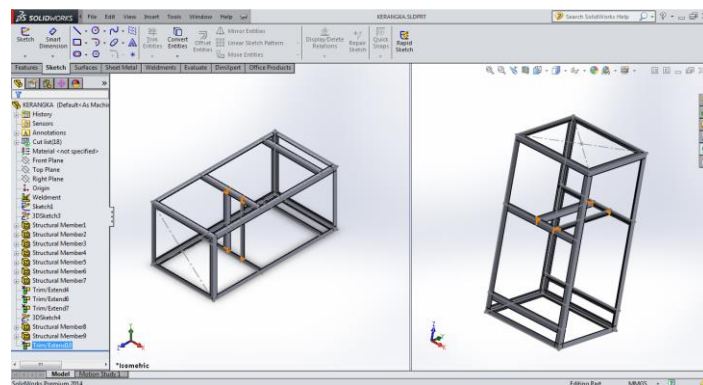 SOLIDWORKS File Edit View Insert Tools Window Help KERANGKA.SLDPRT Search SolidWorks Help
Sketch
Smart Dimension
Trim Entities
Convert Entities
Offset Entities
Mirror Entities
Linear Sketch Pattern
Move Entities
Display/Delete Relations
Repair Sketch
Quick Snaps
Rapid Sketch
Features Sketch Surfaces Sheet Metal Weldments Evaluate DimXpert Office Products
KERANGKA (Default<As Machin
History
Sensors
Annotations
Cut list(18)
Material <not specified>
Front Plane
Top Plane
Right Plane
Origin
Weldment
Sketch1
3DSketch3
Structural Member1
Structural Member2
Structural Member3
Structural Member4
Structural Member5
Structural Member6
Structural Member7
Trim/Extend4
Trim/Extend6
Trim/Extend7
3DSketch4
Structural Member8
Structural Member9
Trim/Extend10
*Isometric
Model Motion Study 1
SolidWorks Premium 2014 Editing Part MMGS